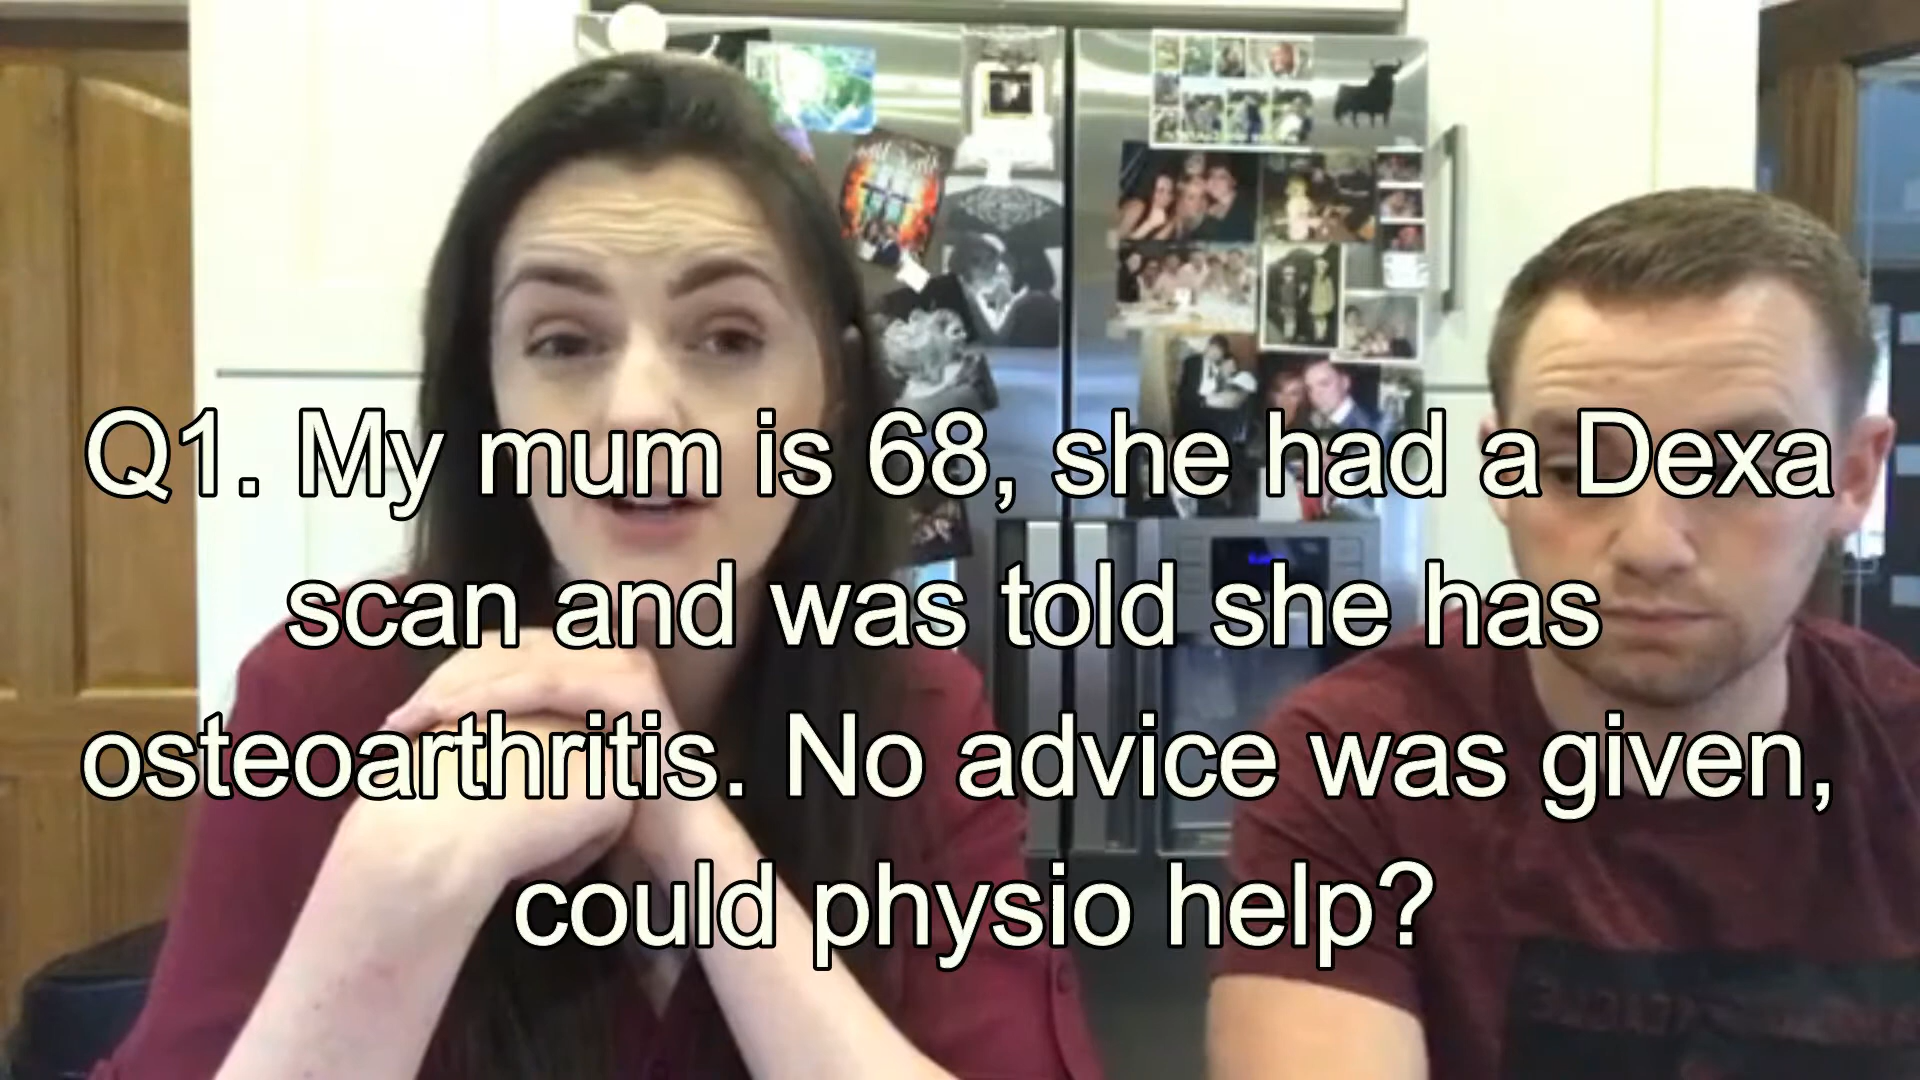 Q1. My mum is 68, she had a Dexa
scan and was told she has
osteoarthritis. No advice was given,
could physio help?